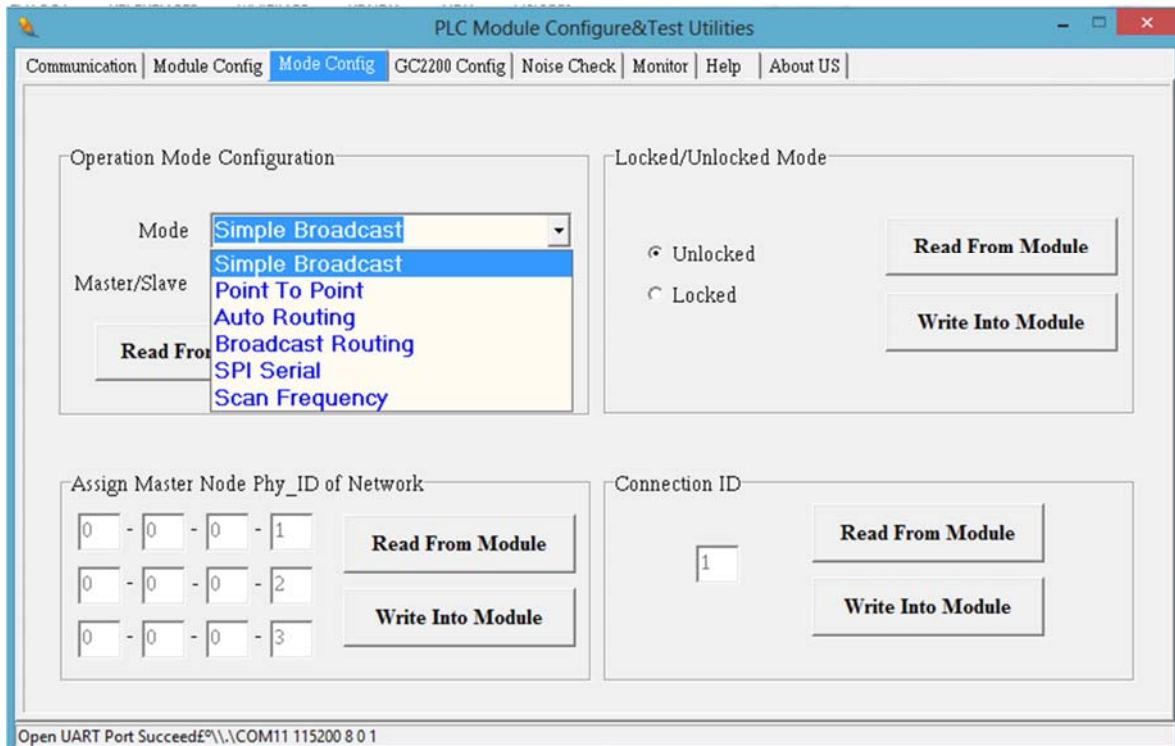 PLC Module Configure&Test Utilities
Communication Module Config Mode Config GC2200 Config Noise Check Monitor Help About US
Operation Mode Configuration
Mode Simple Broadcast
Simple Broadcast
Point To Point
Auto Routing
Broadcast Routing
SPI Serial
Scan Frequency
Master/Slave
Read From
Locked/Unlocked Mode
Unlocked
Locked
Read From Module
Write Into Module
Assign Master Node Phy_ID of Network
0 - 0 - 0 - 1
0 - 0 - 0 - 2
0 - 0 - 0 - 3
Read From Module
Write Into Module
Connection ID
1
Read From Module
Write Into Module
Open UART Port Succeed£º\\.\COM11 115200 8 0 1